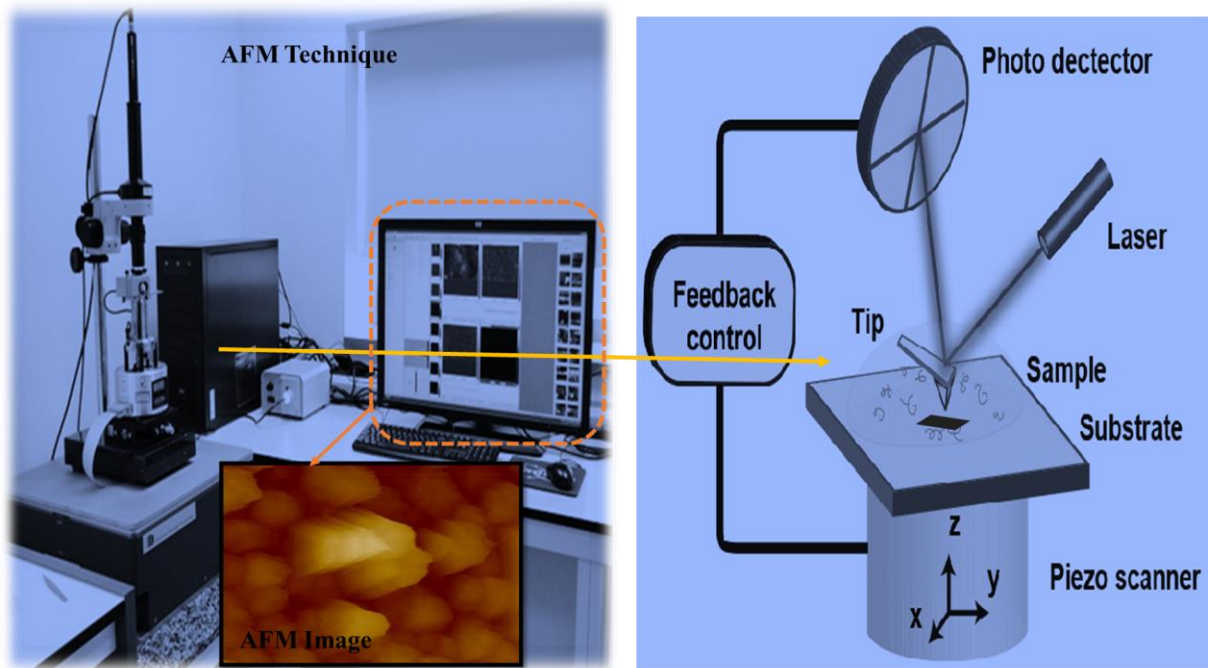 AFM Technique
AFM Image
Photo dectector
Laser
Feedback
control
Tip
Sample
Substrate
z
y
x
Piezo scanner